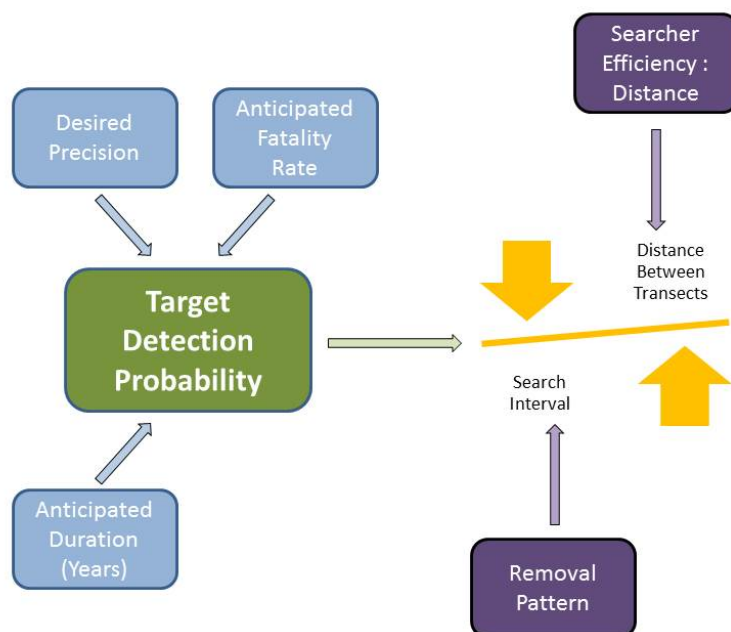 Searcher
Efficiency :
Distance
Desired
Precision
Anticipated
Fatality
Rate
Distance
Between
Transects
Target
Detection
Probability
Search
Interval
Anticipated
Duration
(Years)
Removal
Pattern